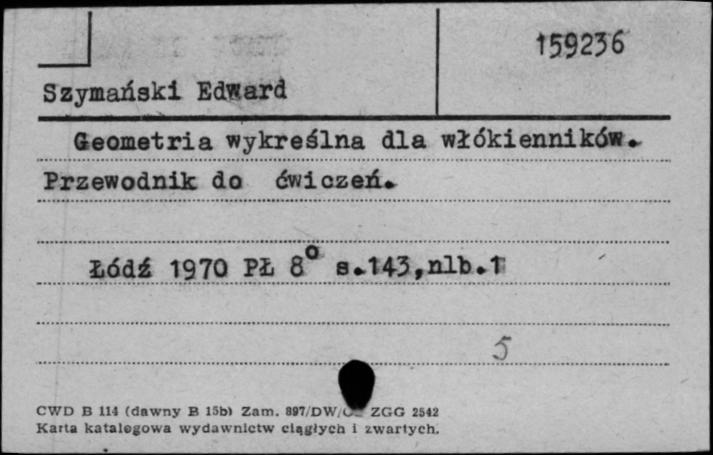 159236
Szymański Edward
Geometria wykreślna dla włókienników.
Przewodnik do ćwiczeń.
Łódź 1970 PŁ 8° s.143,nlb.1
5
CWD B 114 (dawny B 15b) Zam. 897/DW/ ZGG 2542
Karta katalogowa wydawnictw ciągłych i zwartych.